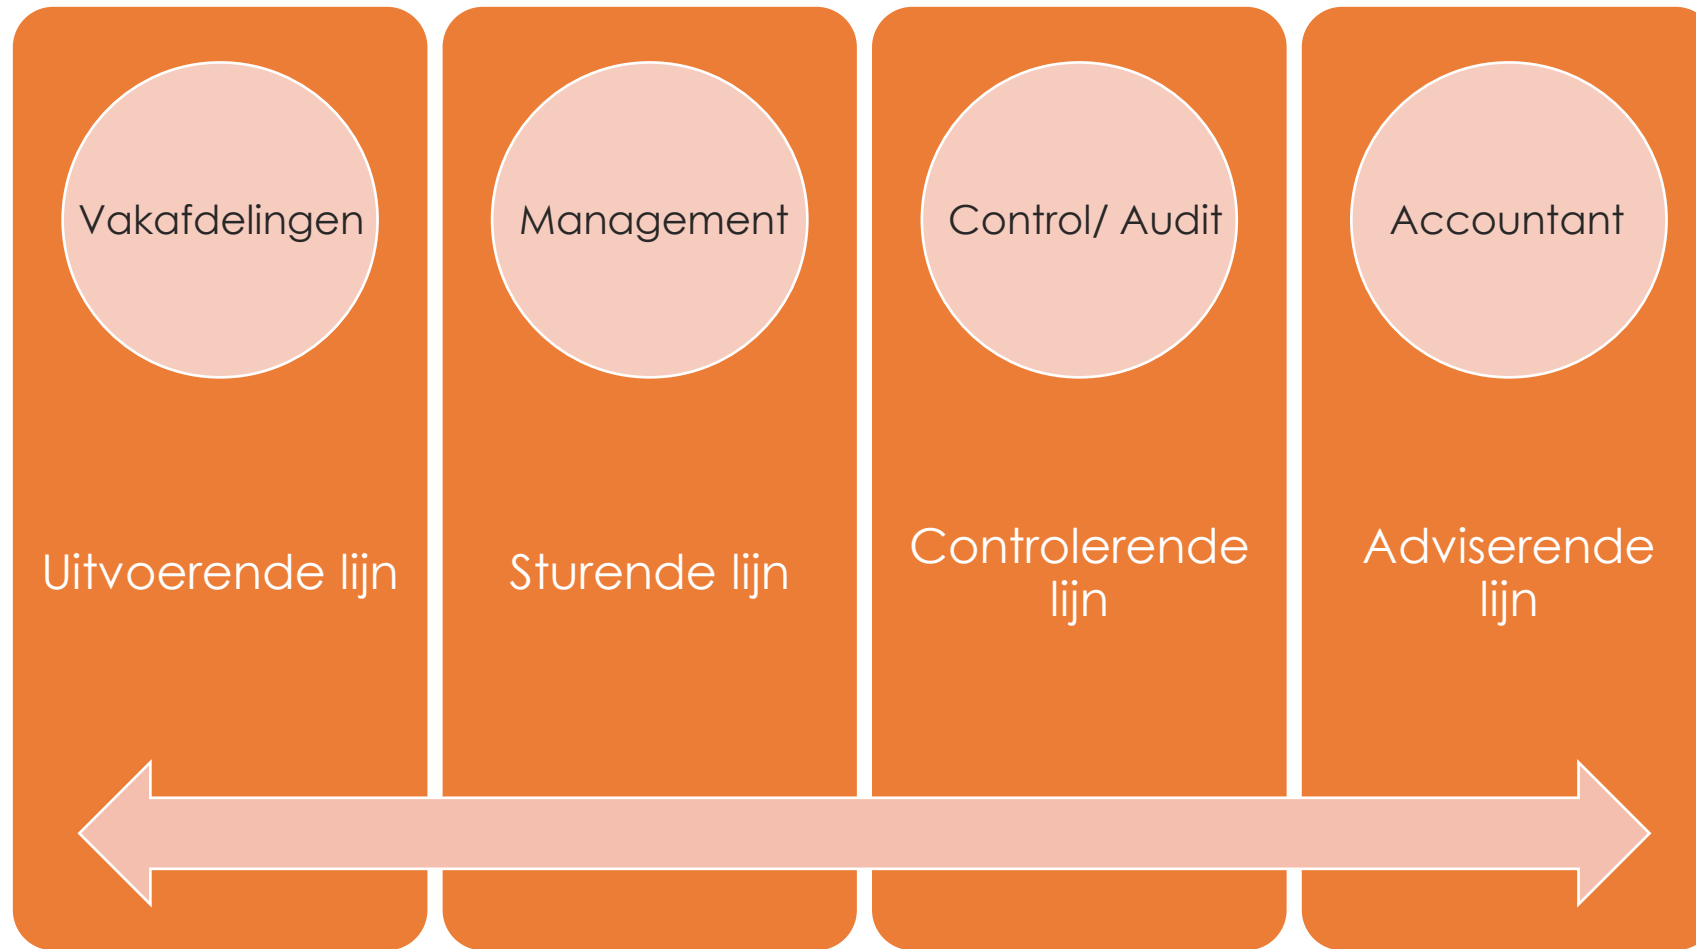 Vakafdelingen
Management
Control/ Audit
Accountant
Uitvoerende lijn
Sturende lijn
Controlerende
lijn
Adviserende
lijn